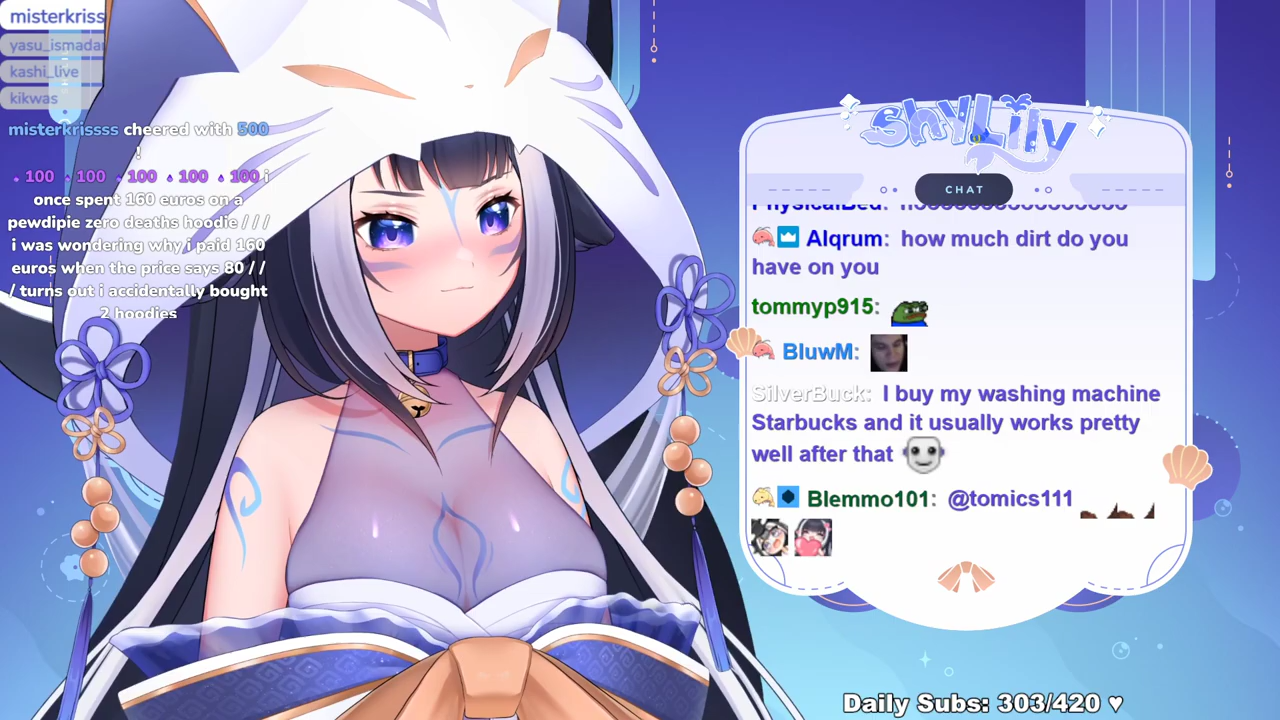 misterkriss
yasu_ismadar
kashi_live
kikwas
misterkrissss cheered with 500
!
100 100 100 100 100 i
once spent 160 euros on a
pewdipie zero deaths hoodie / / /
i was wondering why i paid 160
euros when the price says 80 / /
/ turns out i accidentally bought
2 hoodies
shyLily
CHAT
PhysicalBed:
Alqrum: how much dirt do you
have on you
tommyp915:
BluwM:
SilverBuck: I buy my washing machine
Starbucks and it usually works pretty
well after that
Blemmo101: @tomics111
Daily Subs: 303/420 ♥